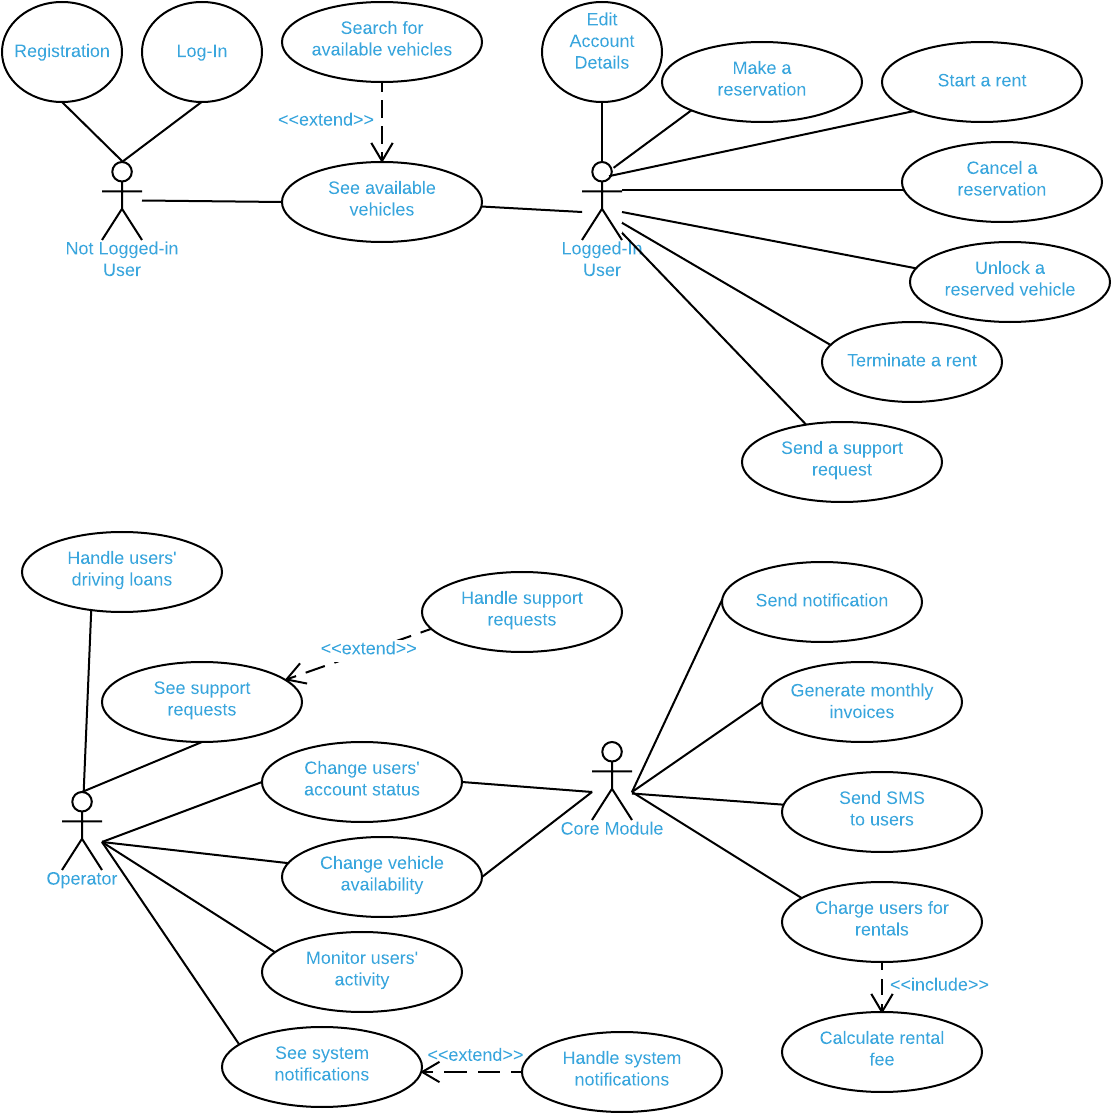 Registration
Log-In
Search for
available vehicles
Edit
Account
Details
Make a
reservation
Start a rent
<<extend>>
Cancel a
reservation
See available
vehicles
Not Logged-in
User
Logged-In
User
Unlock a
reserved vehicle
Terminate a rent
Send a support
request
Handle users'
driving loans
Handle support
requests
Send notification
<<extend>>
See support
requests
Generate monthly
invoices
Change users'
account status
Send SMS
to users
Core Module
Change vehicle
availability
Operator
Charge users for
rentals
Monitor users'
activity
<<include>>
See system
notifications
<<extend>>
Handle system
notifications
Calculate rental
fee